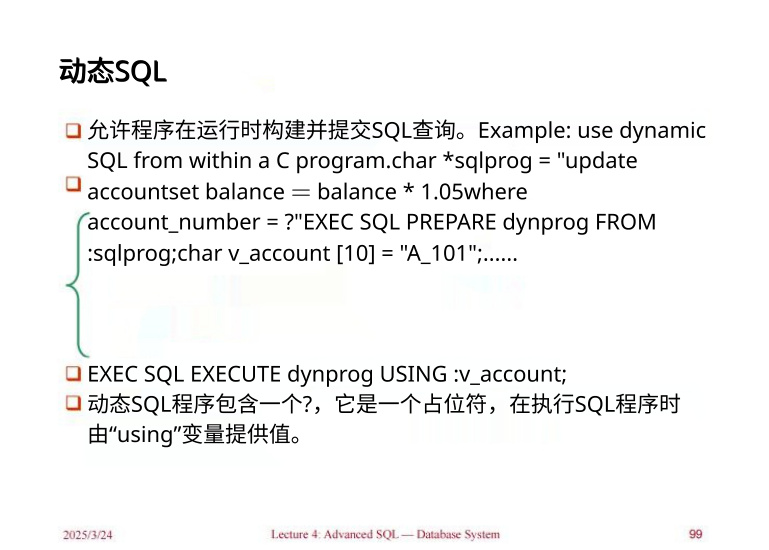 动态SQL
允许程序在运行时构建并提交SQL查询。Example: use dynamic
SQL from within a C program.char *sqlprog = "update
accountset balance = balance * 1.05where
account_number = ?"EXEC SQL PREPARE dynprog FROM
:sqlprog;char v_account [10] = "A_101";......
EXEC SQL EXECUTE dynprog USING :v_account;
动态SQL程序包含一个?，它是一个占位符，在执行SQL程序时
由“using”变量提供值。
2025/3/24
Lecture 4: Advanced SQL — Database System
99